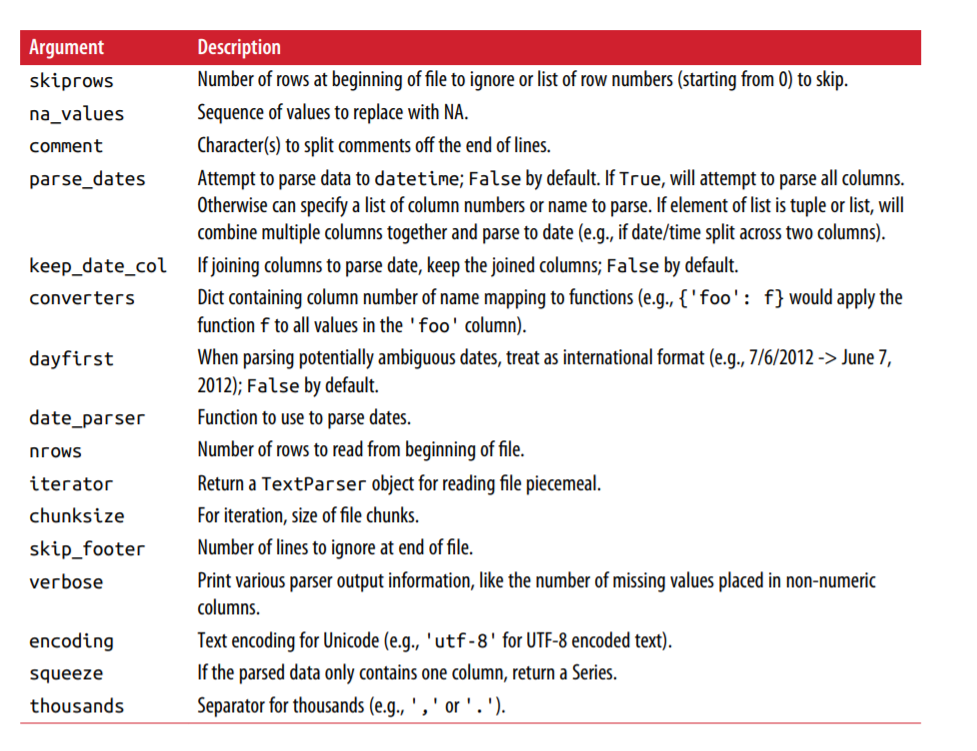 Argument Description
skiprows Number of rows at beginning of file to ignore or list of row numbers (starting from 0) to skip.
na_values Sequence of values to replace with NA.
comment Character(s) to split comments off the end of lines.
parse_dates Attempt to parse data to datetime; False by default. If True, will attempt to parse all columns.
Otherwise can specify a list of column numbers or name to parse. If element of list is tuple or list, will
combine multiple columns together and parse to date (e.g., if date/time split across two columns).
keep_date_col If joining columns to parse date, keep the joined columns; False by default.
converters Dict containing column number of name mapping to functions (e.g., {'foo': f} would apply the
function f to all values in the 'foo' column).
dayfirst When parsing potentially ambiguous dates, treat as international format (e.g., 7/6/2012 -> June 7,
2012); False by default.
date_parser Function to use to parse dates.
nrows Number of rows to read from beginning of file.
iterator Return a TextParser object for reading file piecemeal.
chunksize For iteration, size of file chunks.
skip_footer Number of lines to ignore at end of file.
verbose Print various parser output information, like the number of missing values placed in non-numeric
columns.
encoding Text encoding for Unicode (e.g., 'utf-8' for UTF-8 encoded text).
squeeze If the parsed data only contains one column, return a Series.
thousands Separator for thousands (e.g., ',' or '.').